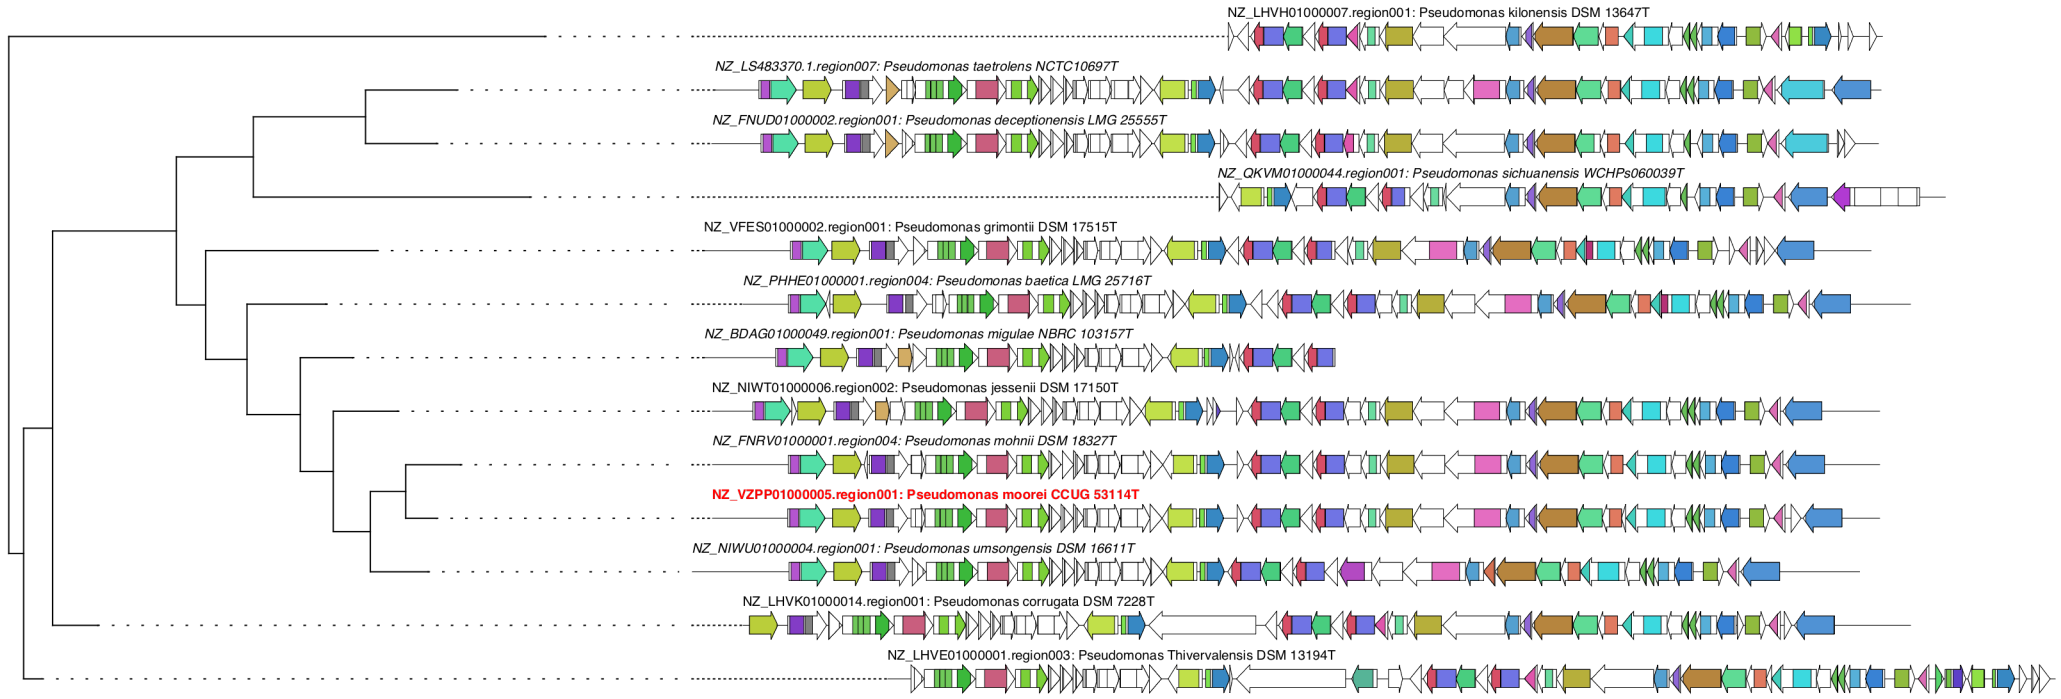 NZ_LHVH01000007.region001: Pseudomonas kilonensis DSM 13647T
NZ_LS483370.1.region007: Pseudomonas taetrolens NCTC10697T
NZ_FNUD01000002.region001: Pseudomonas deceptionensis LMG 25555T
NZ_QKVM01000044.region001: Pseudomonas sichuanensis WCHPs060039T
NZ_VFES01000002.region001: Pseudomonas grimontii DSM 17515T
NZ_PHHE01000001.region004: Pseudomonas baetica LMG 25716T
NZ_BDAG01000049.region001: Pseudomonas migulae NBRC 103157T
NZ_NIWT01000006.region002: Pseudomonas jessenii DSM 17150T
NZ_FNRV01000001.region004: Pseudomonas mohnii DSM 18327T
NZ_VZPP01000005.region001: Pseudomonas moorei CCUG 53114T
NZ_NIWU01000004.region001: Pseudomonas umsongensis DSM 16611T
NZ_LHVK01000014.region001: Pseudomonas corrugata DSM 7228T
NZ_LHVE01000001.region003: Pseudomonas Thivervalensis DSM 13194T